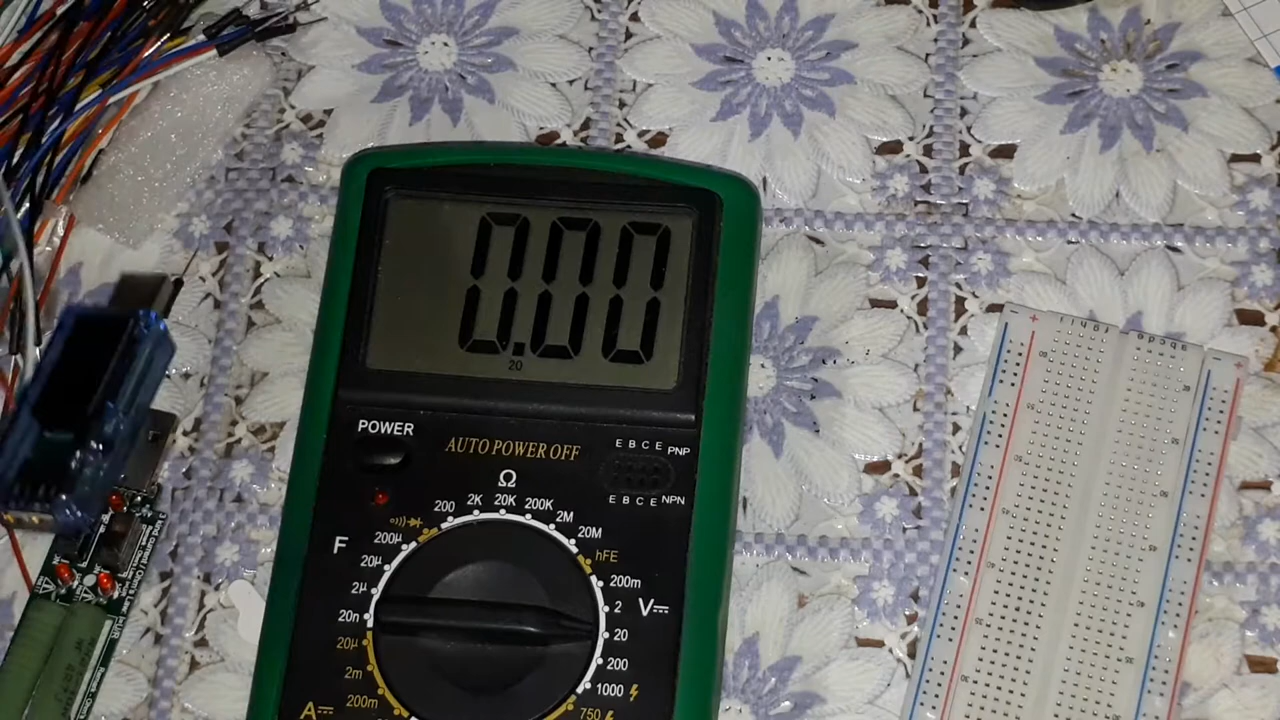 0.00
20
POWER
AUTO POWER OFF
E B C E PNP
E B C E NPN
Ω
200
2K
20K
200K
2M
20M
hFE
200m
2
V
20
200
1000
750
F
200µ
20µ
2µ
20n
20µ
2m
200m
A